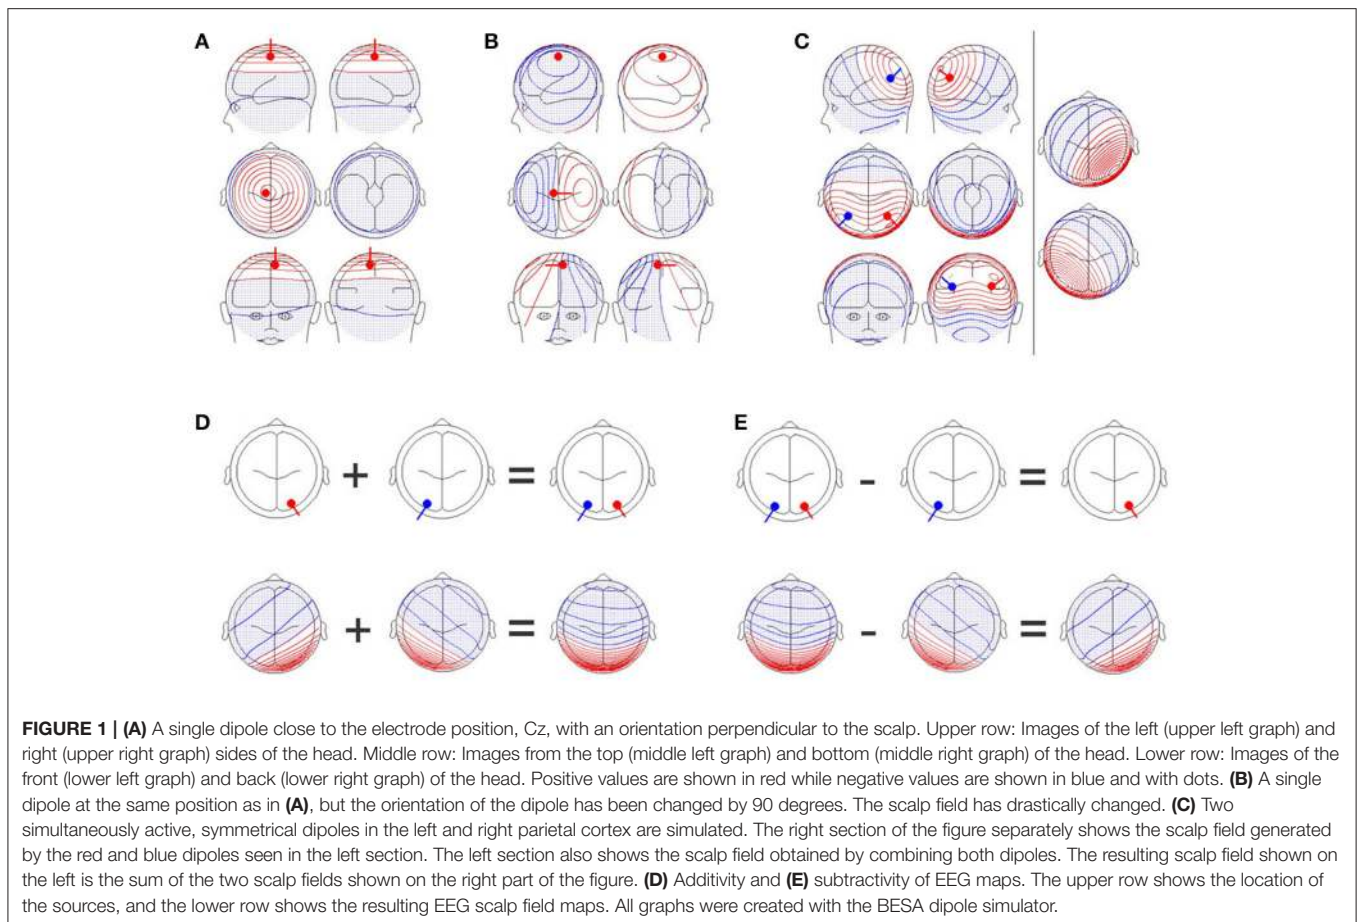 A
B
C
D
E
+
=
-
=
+
=
-
=
FIGURE 1 | (A) A single dipole close to the electrode position, Cz, with an orientation perpendicular to the scalp. Upper row: Images of the left (upper left graph) and
right (upper right graph) sides of the head. Middle row: Images from the top (middle left graph) and bottom (middle right graph) of the head. Lower row: Images of the
front (lower left graph) and back (lower right graph) of the head. Positive values are shown in red while negative values are shown in blue and with dots. (B) A single
dipole at the same position as in (A), but the orientation of the dipole has been changed by 90 degrees. The scalp field has drastically changed. (C) Two
simultaneously active, symmetrical dipoles in the left and right parietal cortex are simulated. The right section of the figure separately shows the scalp field generated
by the red and blue dipoles seen in the left section. The left section also shows the scalp field obtained by combining both dipoles. The resulting scalp field shown on
the left is the sum of the two scalp fields shown on the right part of the figure. (D) Additivity and (E) subtractivity of EEG maps. The upper row shows the location of
the sources, and the lower row shows the resulting EEG scalp field maps. All graphs were created with the BESA dipole simulator.